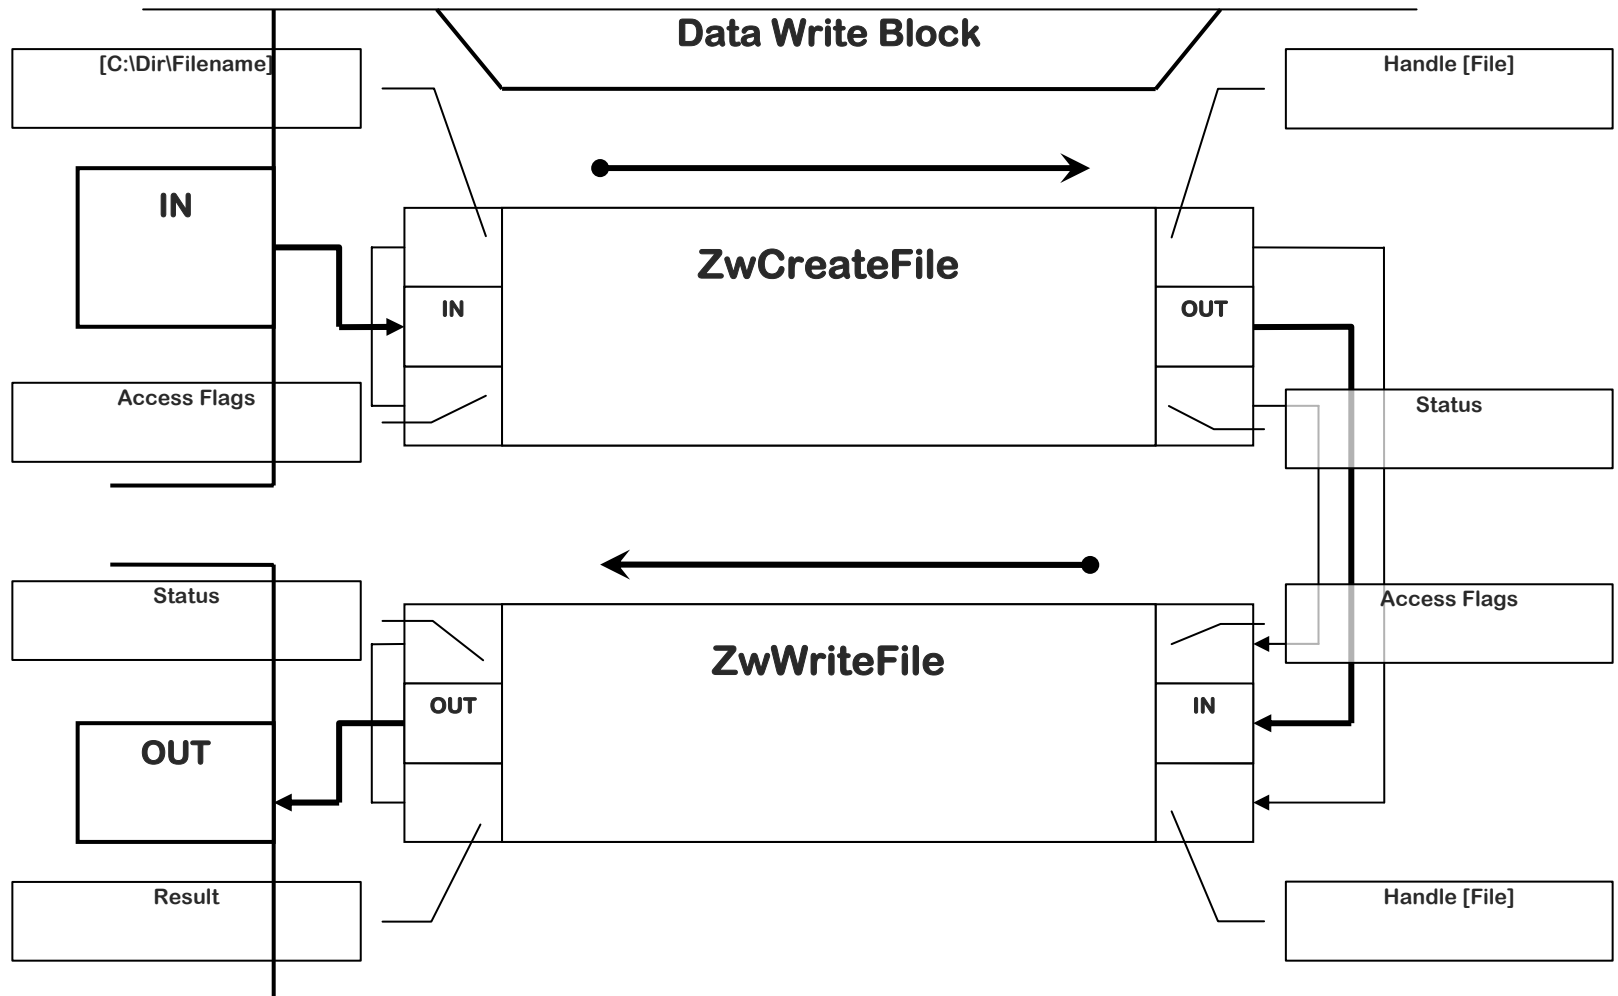 Data Write Block
[C:\Dir\Filename]
Handle [File]
IN
ZwCreateFile
IN
OUT
Access Flags
Status
Status
Access Flags
ZwWriteFile
OUT
IN
OUT
Result
Handle [File]